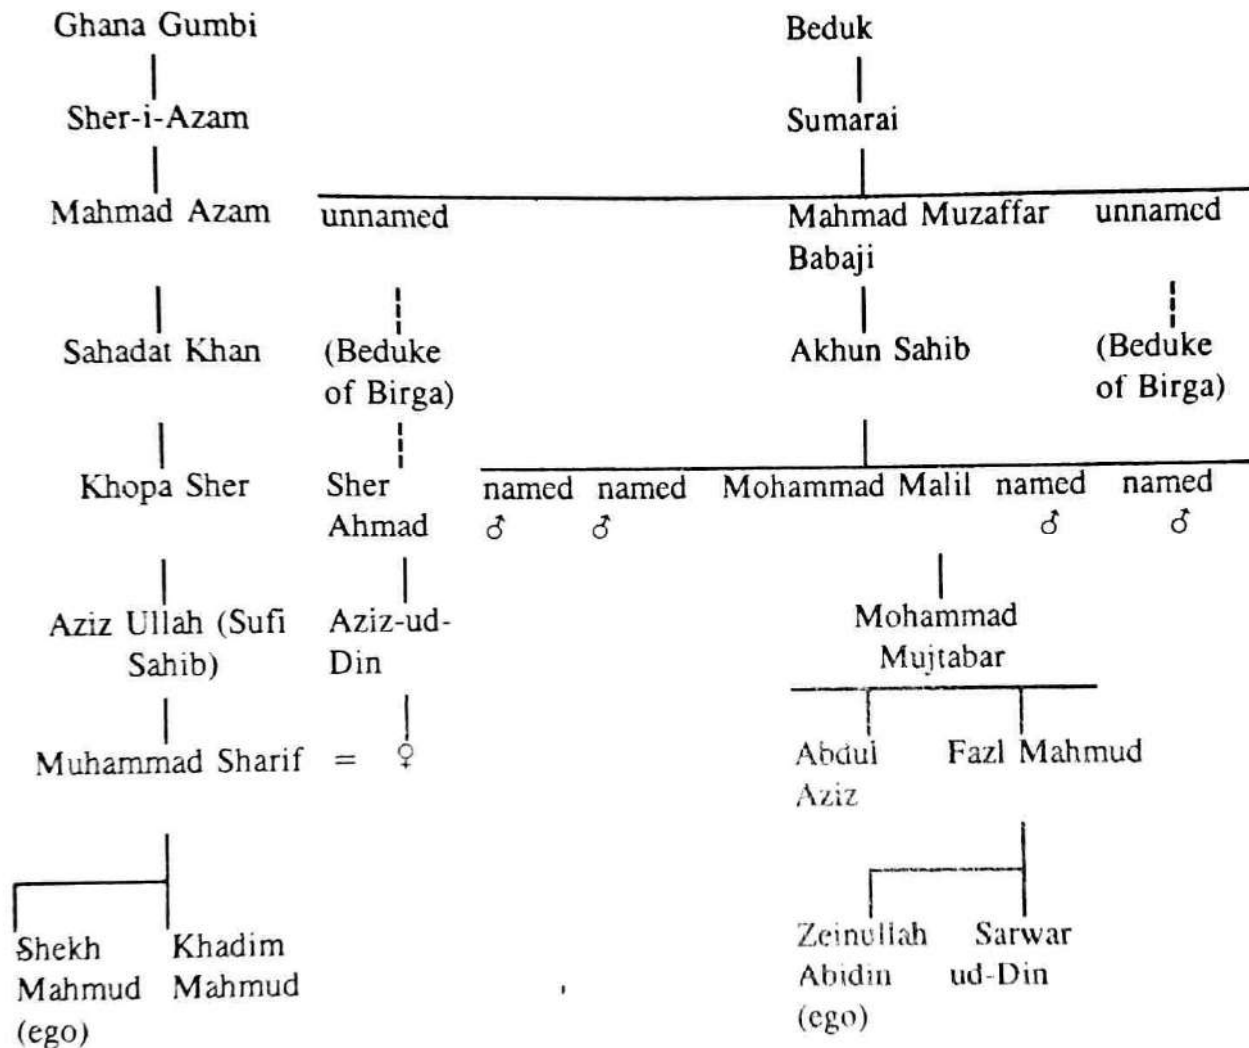 Ghana Gumbi
Beduk
Sher-i-Azam
Sumarai
Mahmad Azam
unnamed
Mahmad Muzaffar
Babaji
unnamed
Sahadat Khan
(Beduke
of Birga)
Akhun Sahib
(Beduke
of Birga)
Khopa Sher
Sher
Ahmad
named
♂
named
♂
Mohammad Malil
named
♂
named
♂
Aziz Ullah (Sufi
Sahib)
Aziz-ud-
Din
Mohammad
Mujtabar
Muhammad Sharif = ♀
Abdul
Aziz
Fazl Mahmud
Shekh
Mahmud
(ego)
Khadim
Mahmud
Zeinullah
Abidin
(ego)
Sarwar
ud-Din